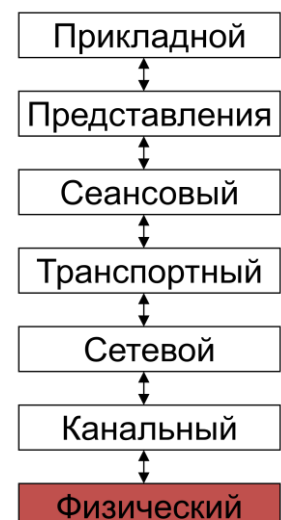 Прикладной
Представления
Сеансовый
Транспортный
Сетевой
Канальный
Физический